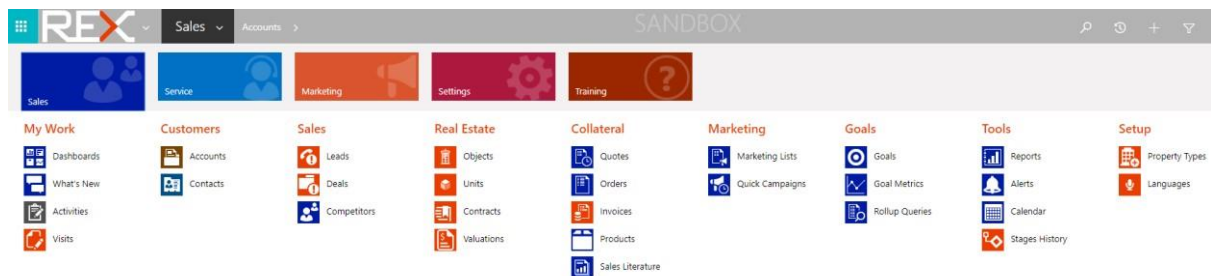 REX Sales Accounts > SANDBOX
Sales Service Marketing Settings Training
My Work Customers Sales Real Estate Collateral Marketing Goals Tools Setup
Dashboards Accounts Leads Objects Quotes Marketing Lists Goals Reports Property Types
What's New Contacts Deals Units Orders Quick Campaigns Goal Metrics Alerts Languages
Activities Competitors Contracts Invoices Rollup Queries Calendar
Visits Valuations Products Stages History
Sales Literature